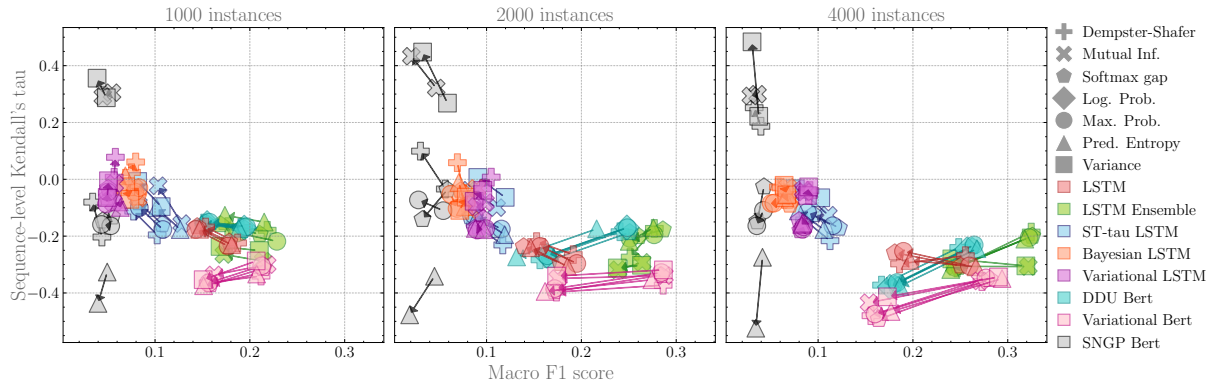 1000 instances
2000 instances
4000 instances
Sequence-level Kendall's tau
0.4
0.2
0.0
−0.2
−0.4
0.1
0.2
0.3
0.1
0.2
0.3
0.1
0.2
0.3
Macro F1 score
Dempster-Shafer
Mutual Inf.
Softmax gap
Log. Prob.
Max. Prob.
Pred. Entropy
Variance
LSTM
LSTM Ensemble
ST-tau LSTM
Bayesian LSTM
Variational LSTM
DDU Bert
Variational Bert
SNGP Bert